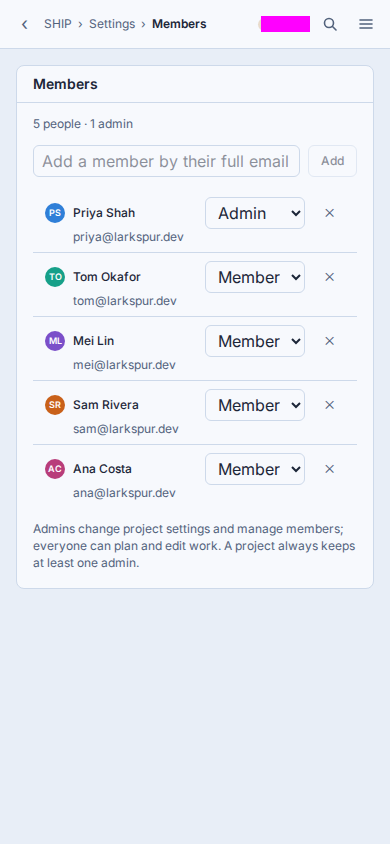 SHIP › Settings › Members
Members
5 people · 1 admin
Add a member by their full email
Add
PS Priya Shah Admin
priya@larkspur.dev
TO Tom Okafor Member
tom@larkspur.dev
ML Mei Lin Member
mei@larkspur.dev
SR Sam Rivera Member
sam@larkspur.dev
AC Ana Costa Member
ana@larkspur.dev
Admins change project settings and manage members;
everyone can plan and edit work. A project always keeps
at least one admin.